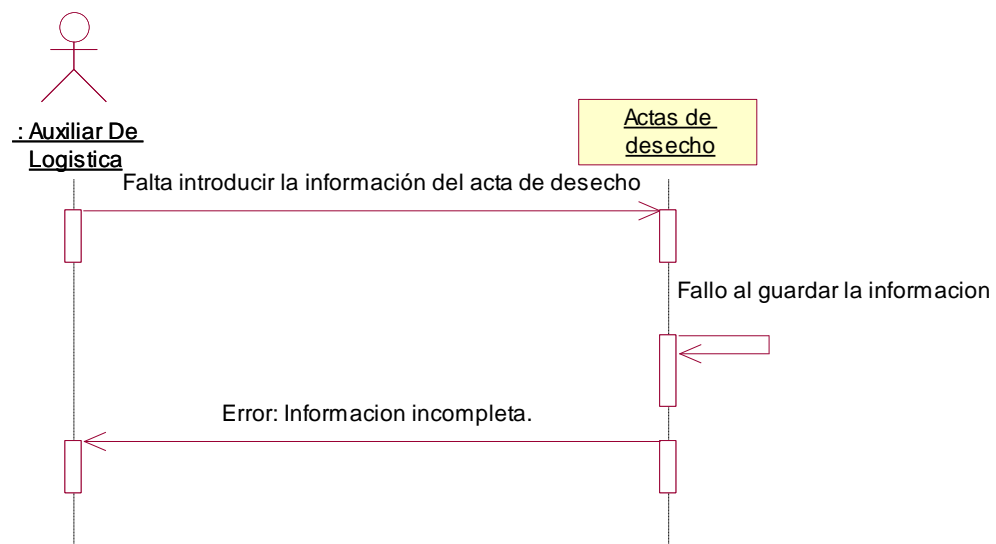 : Auxiliar De
Logistica
Actas de
desecho
Falta introducir la información del acta de desecho
Fallo al guardar la informacion
Error: Informacion incompleta.